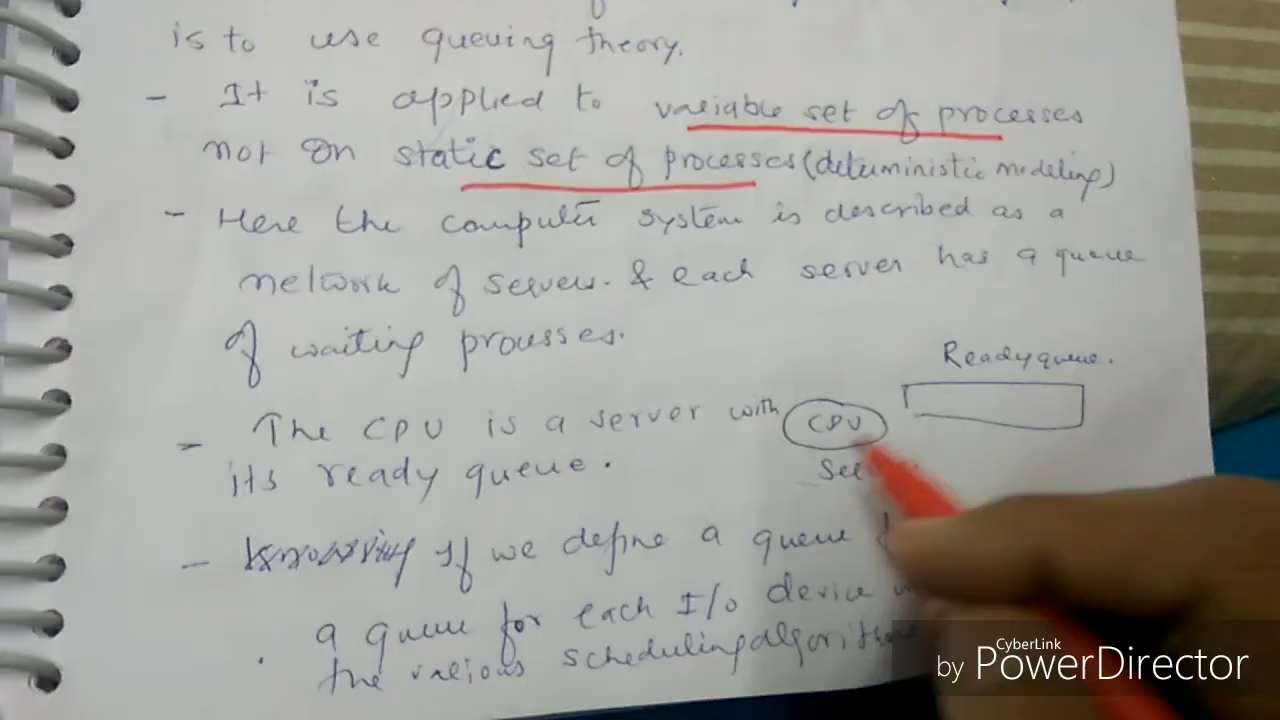 is to use queuing theory.
- It is applied to variable set of processes
not on static set of processes (deterministic modeling)
- Here the computer system is described as a
network of servers. & each server has a queue
of waiting processes.
Ready queue.
- The CPU is a server with
CPU
its ready queue.
- If we define a queue
a queue for each I/O device
the various scheduling algorithms
CyberLink
by PowerDirector